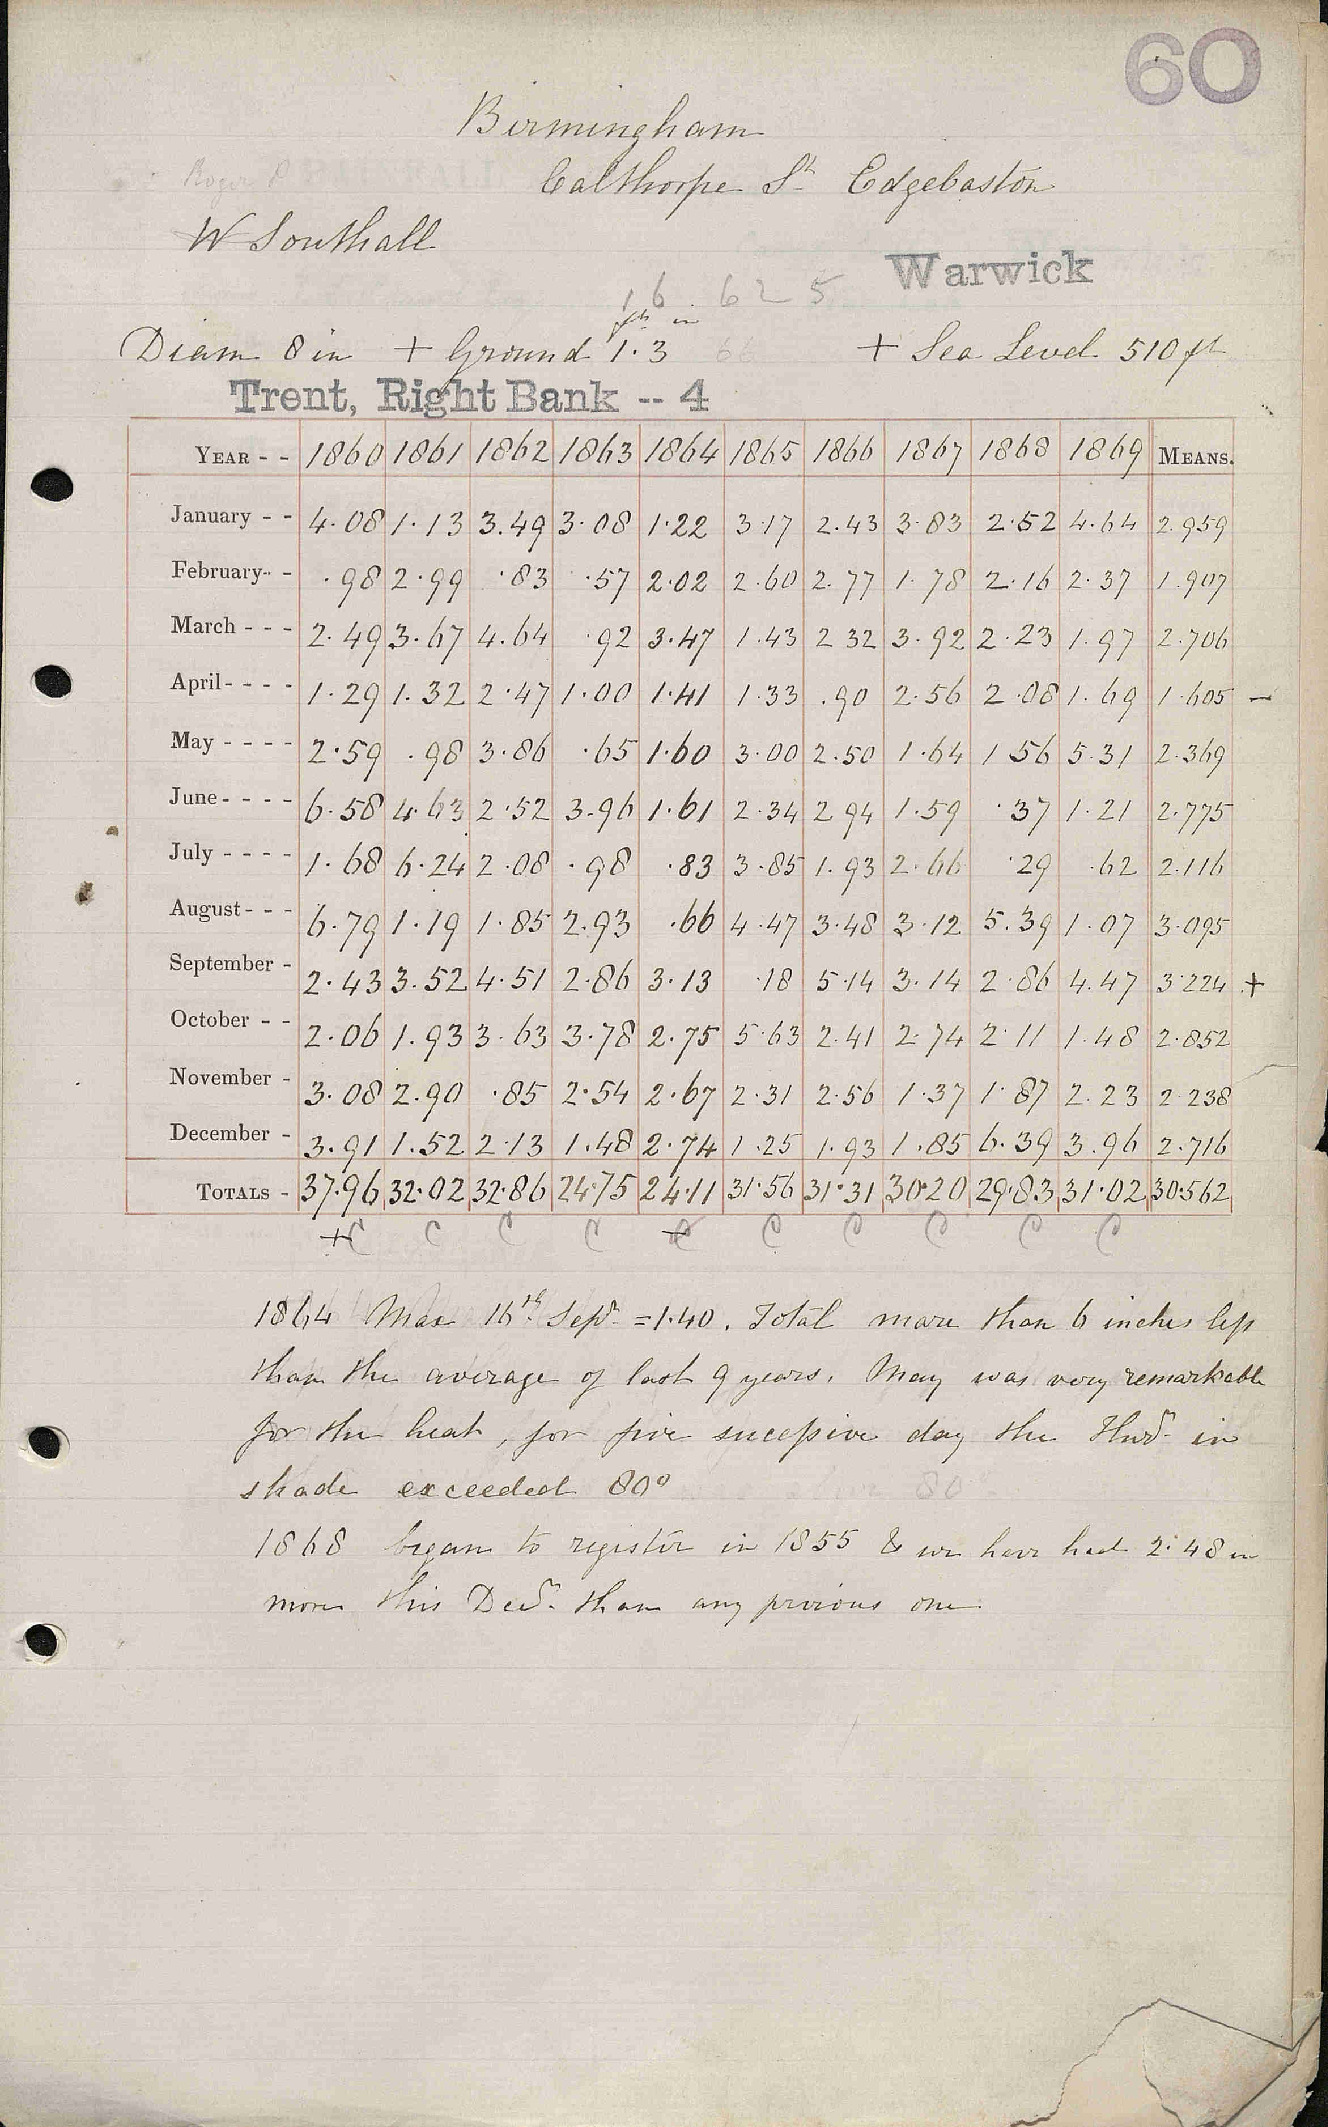 60
Birmingham
Calthorpe St Edgebaston
W Southall
Warwick
16 62 5
ft in
Diam 8 in + Ground 1.3 66 + Sea Level 510 ft
Trent, Right Bank -- 4
YEAR - - 1860 1861 1862 1863 1864 1865 1866 1867 1868 1869 MEANS.
January - - 4.08 1.13 3.49 3.08 1.22 3.17 2.43 3.83 2.52 4.64 2.959
February- - .98 2.99 .83 .57 2.02 2.60 2.77 1.78 2.16 2.37 1.907
March - - - 2.49 3.67 4.64 .92 3.47 1.43 2 32 3.92 2.23 1.97 2.706
April- - - - 1.29 1.32 2.47 1.00 1.41 1.33 .90 2.56 2.08 1.69 1.605 -
May - - - - 2.59 .98 3.86 .65 1.60 3.00 2.50 1.64 1 56 5.31 2.369
June- - - - 6.58 4.63 2.52 3.96 1.61 2.34 2 94 1.59 .37 1.21 2.775
July - - - - 1.68 6.24 2.08 .98 .83 3.85 1.93 2.66 .29 .62 2.116
August- - - 6.79 1.19 1.85 2.93 .66 4.47 3.48 3.12 5.39 1.07 3.095
September - 2.43 3.52 4.51 2.86 3.13 .18 5.14 3.14 2.86 4.47 3.224 +
October - - 2.06 1.93 3.63 3.78 2.75 5.63 2.41 2.74 2.11 1.48 2.852
November - 3.08 2.90 .85 2.54 2.67 2.31 2.56 1.37 1.87 2.23 2 238
December - 3.91 1.52 2.13 1.48 2.74 1.25 1.93 1.85 6.39 3.96 2.716
TOTALS - 37.96 32.02 32.86 24.75 24.11 31.56 31.31 30.20 29.83 31.02 30.562
+C C C C C C C C C C
1864 Max 16th Sepr = 1.40. Total more than 6 inches less
than the average of last 9 years. May was very remarkable
for the heat, for five successive day the Thr. in
shade exceeded 80°
1868 began to register in 1855 & we have had 2.48 in
more this Decr. than any prvious one